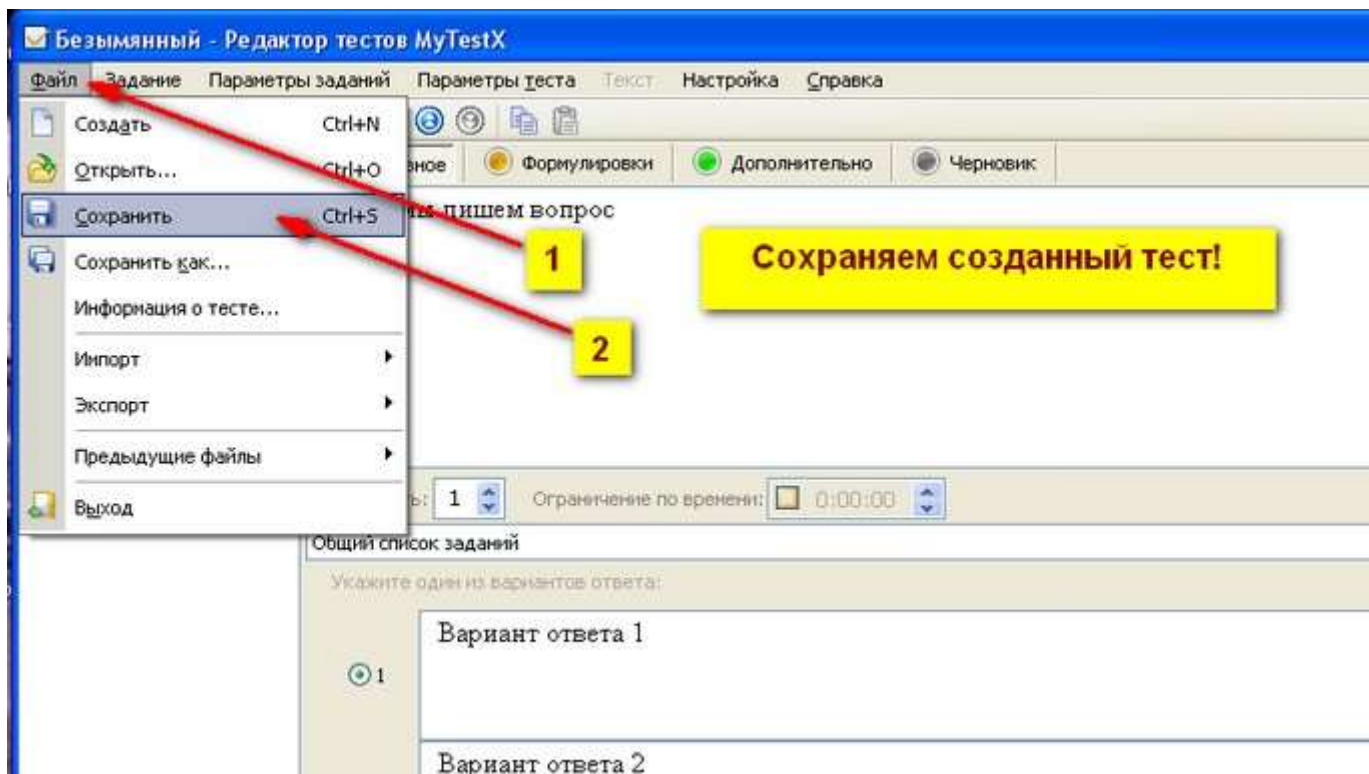 Безымянный - Редактор тестов MyTestX
Файл Задание Параметры заданий Параметры теста Текст Настройка Справка
Создать Ctrl+N
Открыть... Ctrl+O
Формулировки Дополнительно Черновик
Сохранить Ctrl+S
пишем вопрос
1
Сохраняем созданный тест!
Сохранить как...
Информация о тесте...
2
Импорт
Экспорт
Предыдущие файлы
1 Ограничение по времени: 0:00:00
Выход
Общий список заданий
Укажите один из вариантов ответа:
Вариант ответа 1
1
Вариант ответа 2